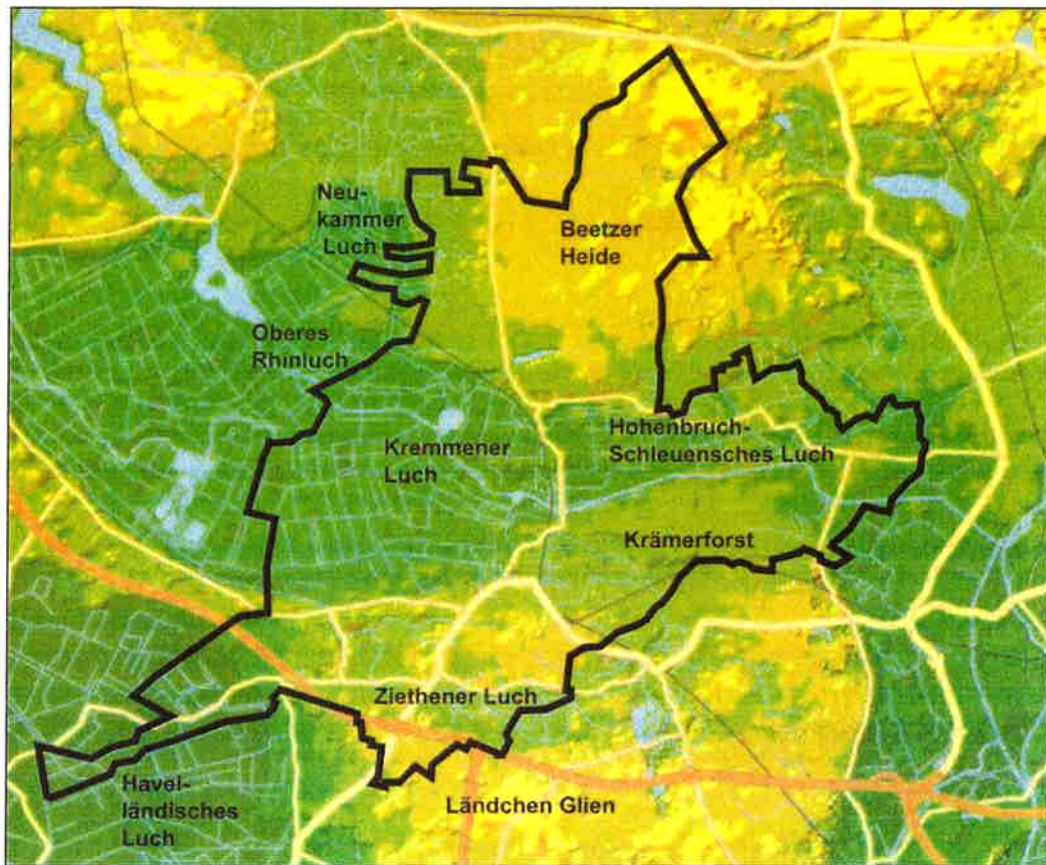 Neu-
kammer
Luch
Beetzer
Heide
Oberes
Rhinluch
Kremmener
Luch
Hohenbruch-
Schleuensches Luch
Krämerforst
Ziethener Luch
Havel-
ländisches
Luch
Ländchen Glien